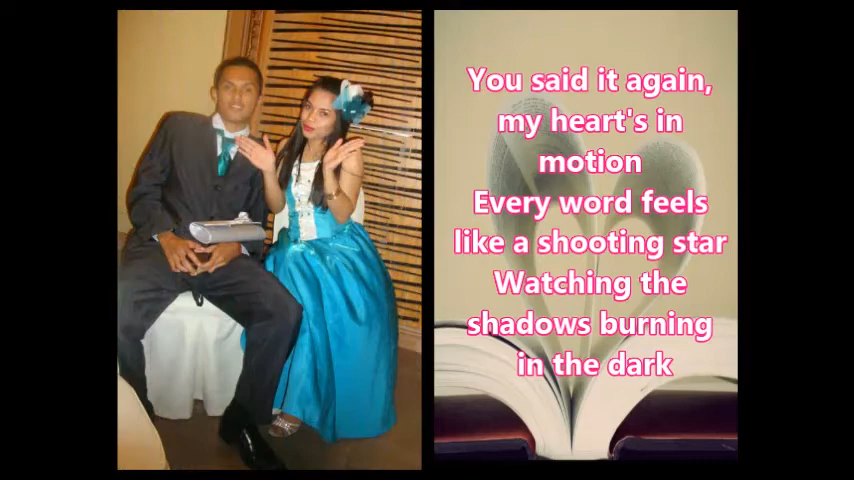 You said it again,
my heart's in
motion
Every word feels
like a shooting star
Watching the
shadows burning
in the dark